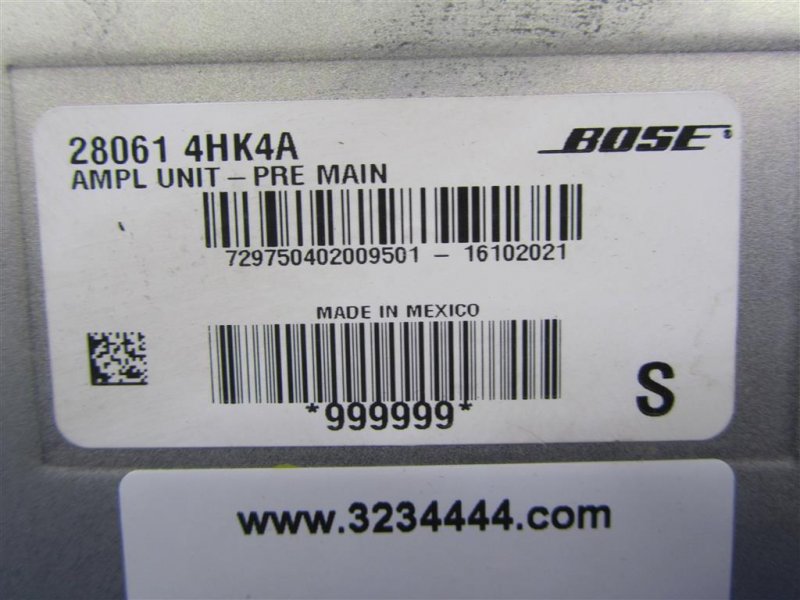 28061 4HK4A
BOSE®
AMPL UNIT – PRE MAIN
729750402009501 – 16102021
MADE IN MEXICO
*999999*
S
www.3234444.com